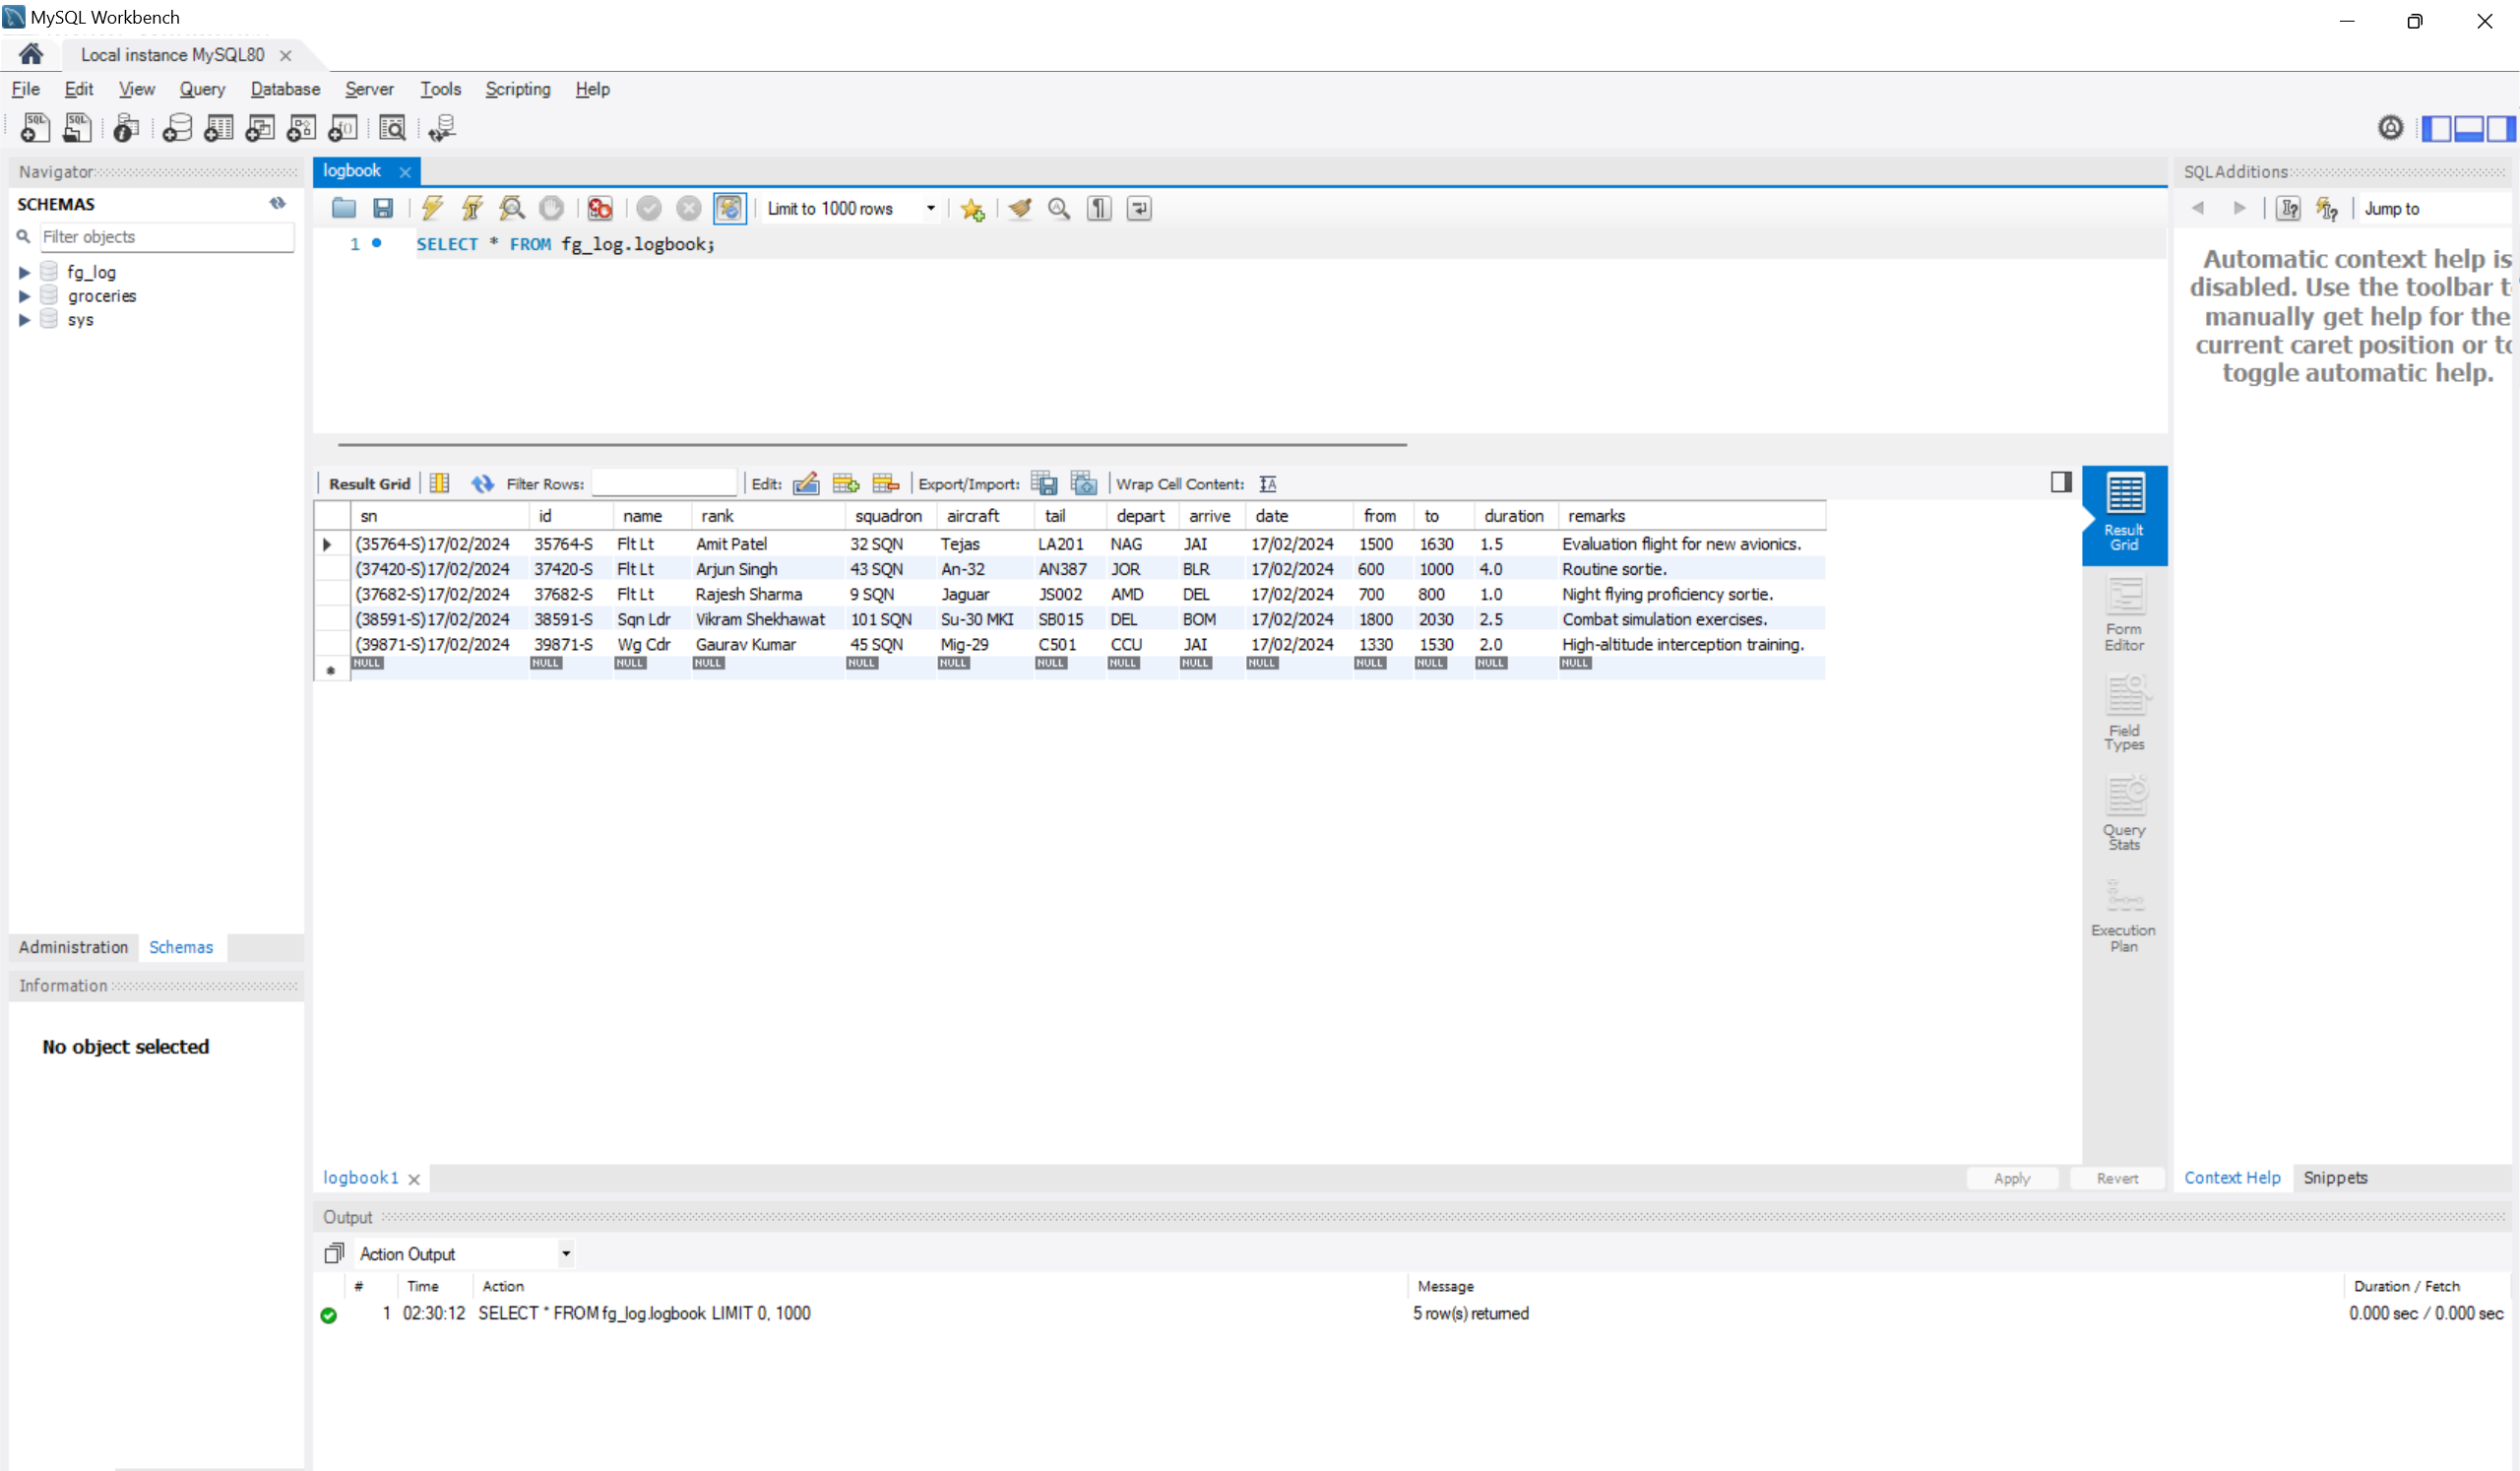 MySQL Workbench
Local instance MySQL80
File Edit View Query Database Server Tools Scripting Help
Navigator
SCHEMAS
Filter objects
fg_log
groceries
sys
Administration Schemas
Information
No object selected
logbook
Limit to 1000 rows
1 SELECT * FROM fg_log.logbook;
Result Grid Filter Rows: Edit: Export/Import: Wrap Cell Content:
sn id name rank squadron aircraft tail depart arrive date from to duration remarks
(35764-S)17/02/2024 35764-S Flt Lt Amit Patel 32 SQN Tejas LA201 NAG JAI 17/02/2024 1500 1630 1.5 Evaluation flight for new avionics.
(37420-S)17/02/2024 37420-S Flt Lt Arjun Singh 43 SQN An-32 AN387 JOR BLR 17/02/2024 600 1000 4.0 Routine sortie.
(37682-S)17/02/2024 37682-S Flt Lt Rajesh Sharma 9 SQN Jaguar JS002 AMD DEL 17/02/2024 700 800 1.0 Night flying proficiency sortie.
(38591-S)17/02/2024 38591-S Sqn Ldr Vikram Shekhawat 101 SQN Su-30 MKI SB015 DEL BOM 17/02/2024 1800 2030 2.5 Combat simulation exercises.
(39871-S)17/02/2024 39871-S Wg Cdr Gaurav Kumar 45 SQN Mig-29 C501 CCU JAI 17/02/2024 1330 1530 2.0 High-altitude interception training.
NULL NULL NULL NULL NULL NULL NULL NULL NULL NULL NULL NULL NULL NULL
Result
Grid
Form
Editor
Field
Types
Query
Stats
Execution
Plan
logbook1
Apply Revert
SQLAdditions
Jump to
Automatic context help is
disabled. Use the toolbar t
manually get help for the
current caret position or to
toggle automatic help.
Context Help Snippets
Output
Action Output
# Time Action Message Duration / Fetch
1 02:30:12 SELECT * FROM fg_log.logbook LIMIT 0, 1000 5 row(s) returned 0.000 sec / 0.000 sec